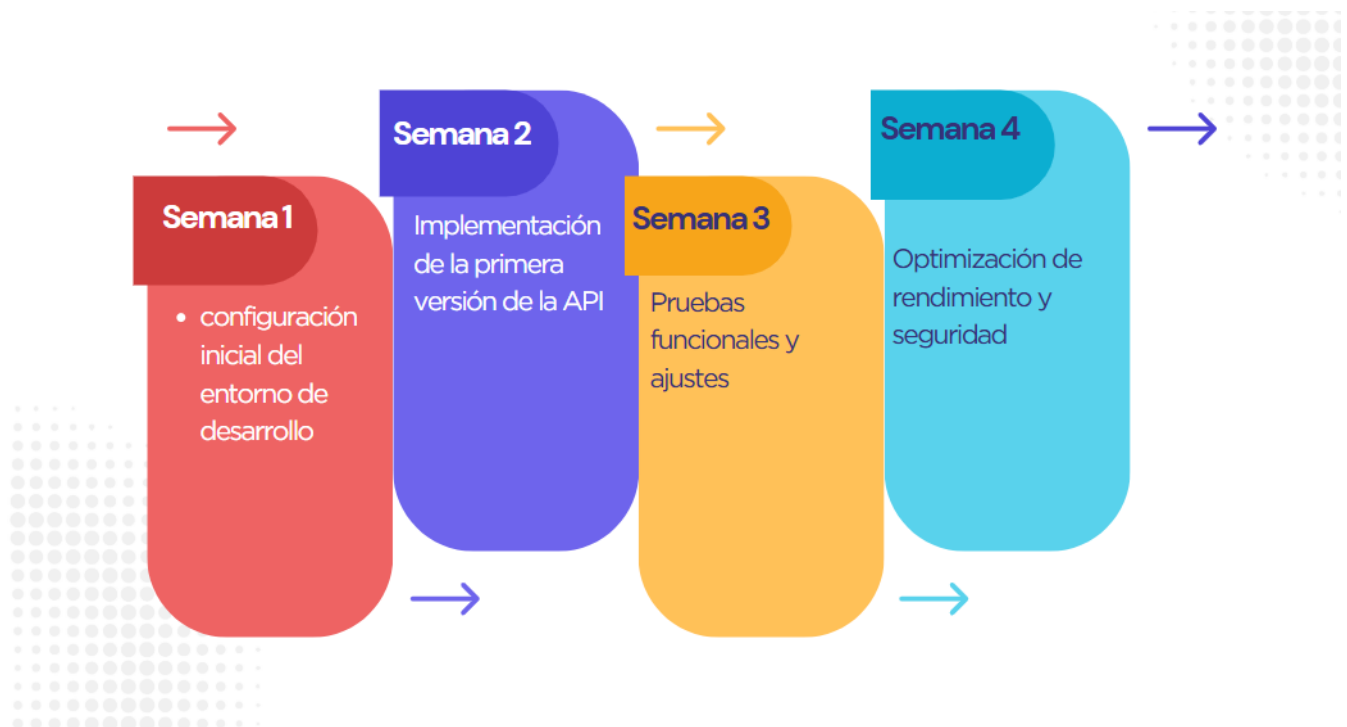 Semana 1
• configuración
inicial del
entorno de
desarrollo
Semana 2
Implementación
de la primera
versión de la API
Semana 3
Pruebas
funcionales y
ajustes
Semana 4
Optimización de
rendimiento y
seguridad